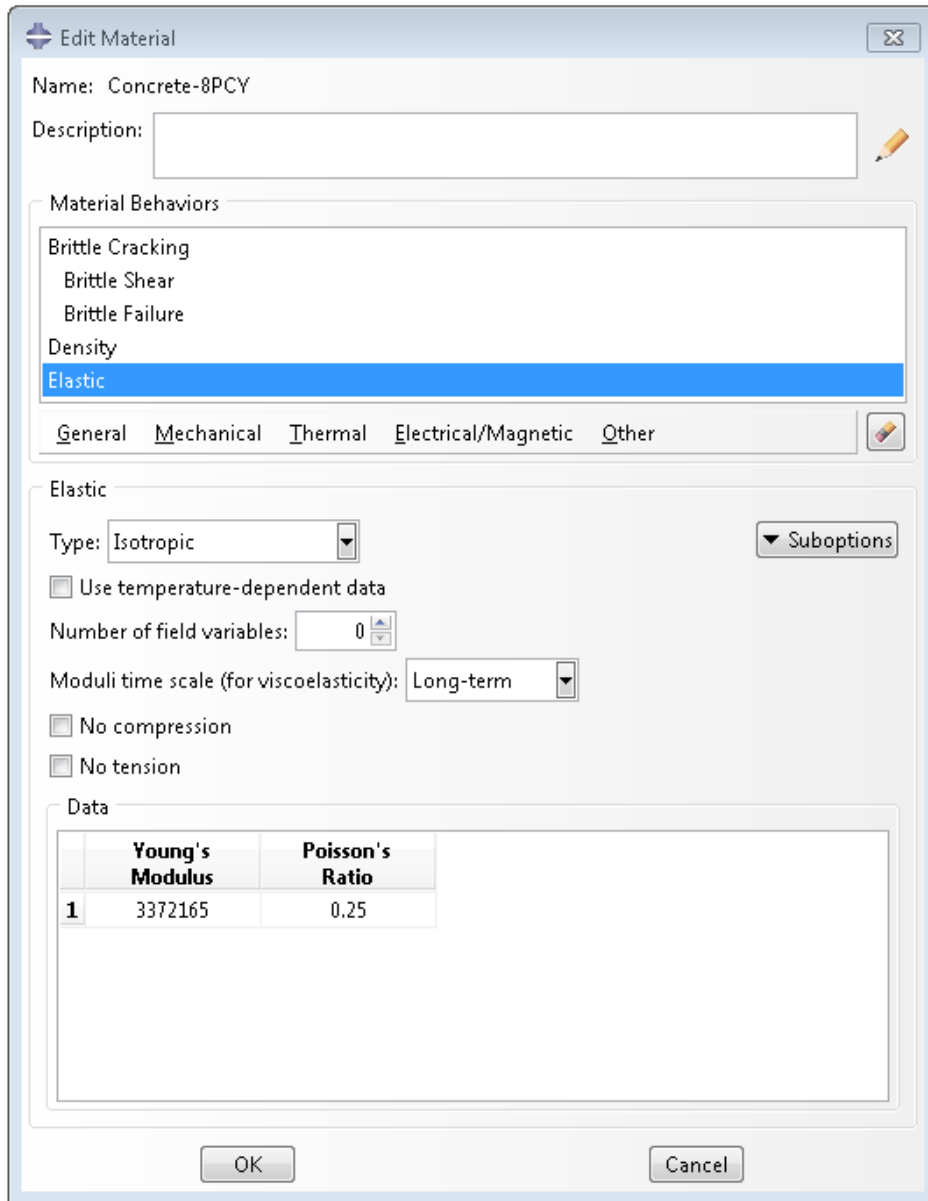 Edit Material
Name: Concrete-8PCY
Description:
Material Behaviors
Brittle Cracking
Brittle Shear
Brittle Failure
Density
Elastic
General Mechanical Thermal Electrical/Magnetic Other
Elastic
Type: Isotropic Suboptions
Use temperature-dependent data
Number of field variables: 0
Moduli time scale (for viscoelasticity): Long-term
No compression
No tension
Data
Young's Poisson's
Modulus Ratio
1 3372165 0.25
OK Cancel